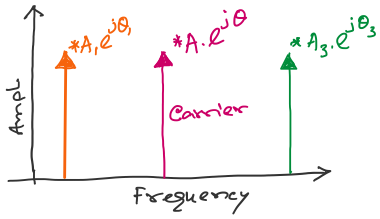 *A₁e^jθ₁
*A.e^jθ
*A₃.e^jθ₃
Carrier
Ampl
Frequency